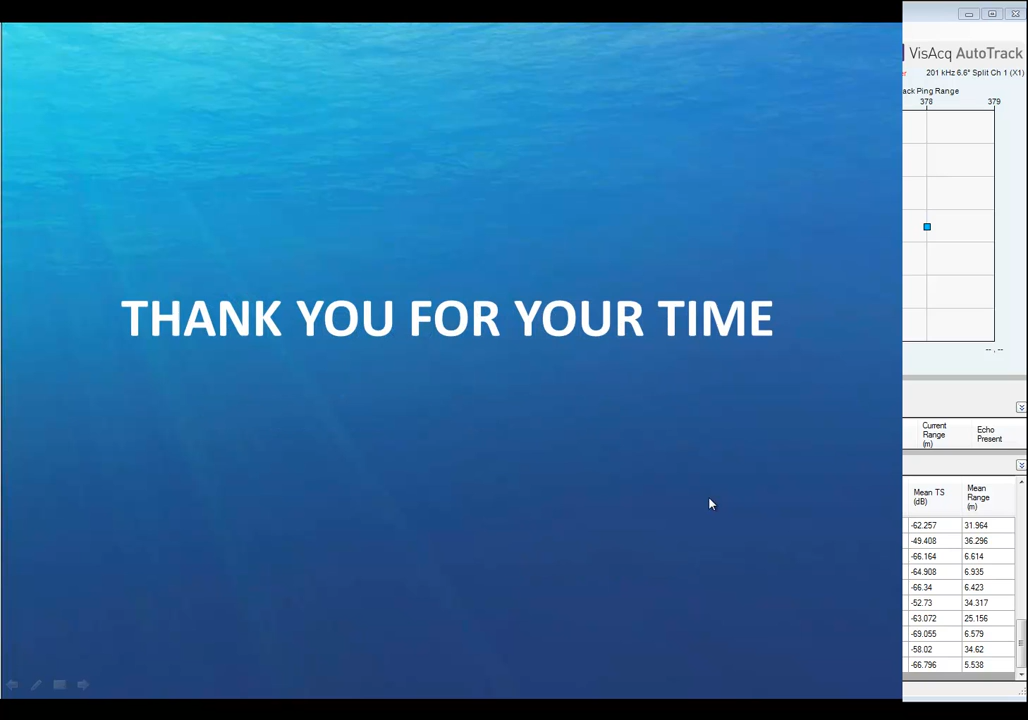 VisAcq AutoTrack
er 201 kHz 6.6° Split Ch 1 (X1)
ack Ping Range
378 379
THANK YOU FOR YOUR TIME
-- , --
Current Range (m) Echo Present
Mean TS (dB) Mean Range (m)
-62.257 31.964
-49.408 36.296
-66.164 6.614
-64.908 6.935
-66.34 6.423
-52.73 34.317
-63.072 25.156
-69.055 6.579
-58.02 34.62
-66.796 5.538